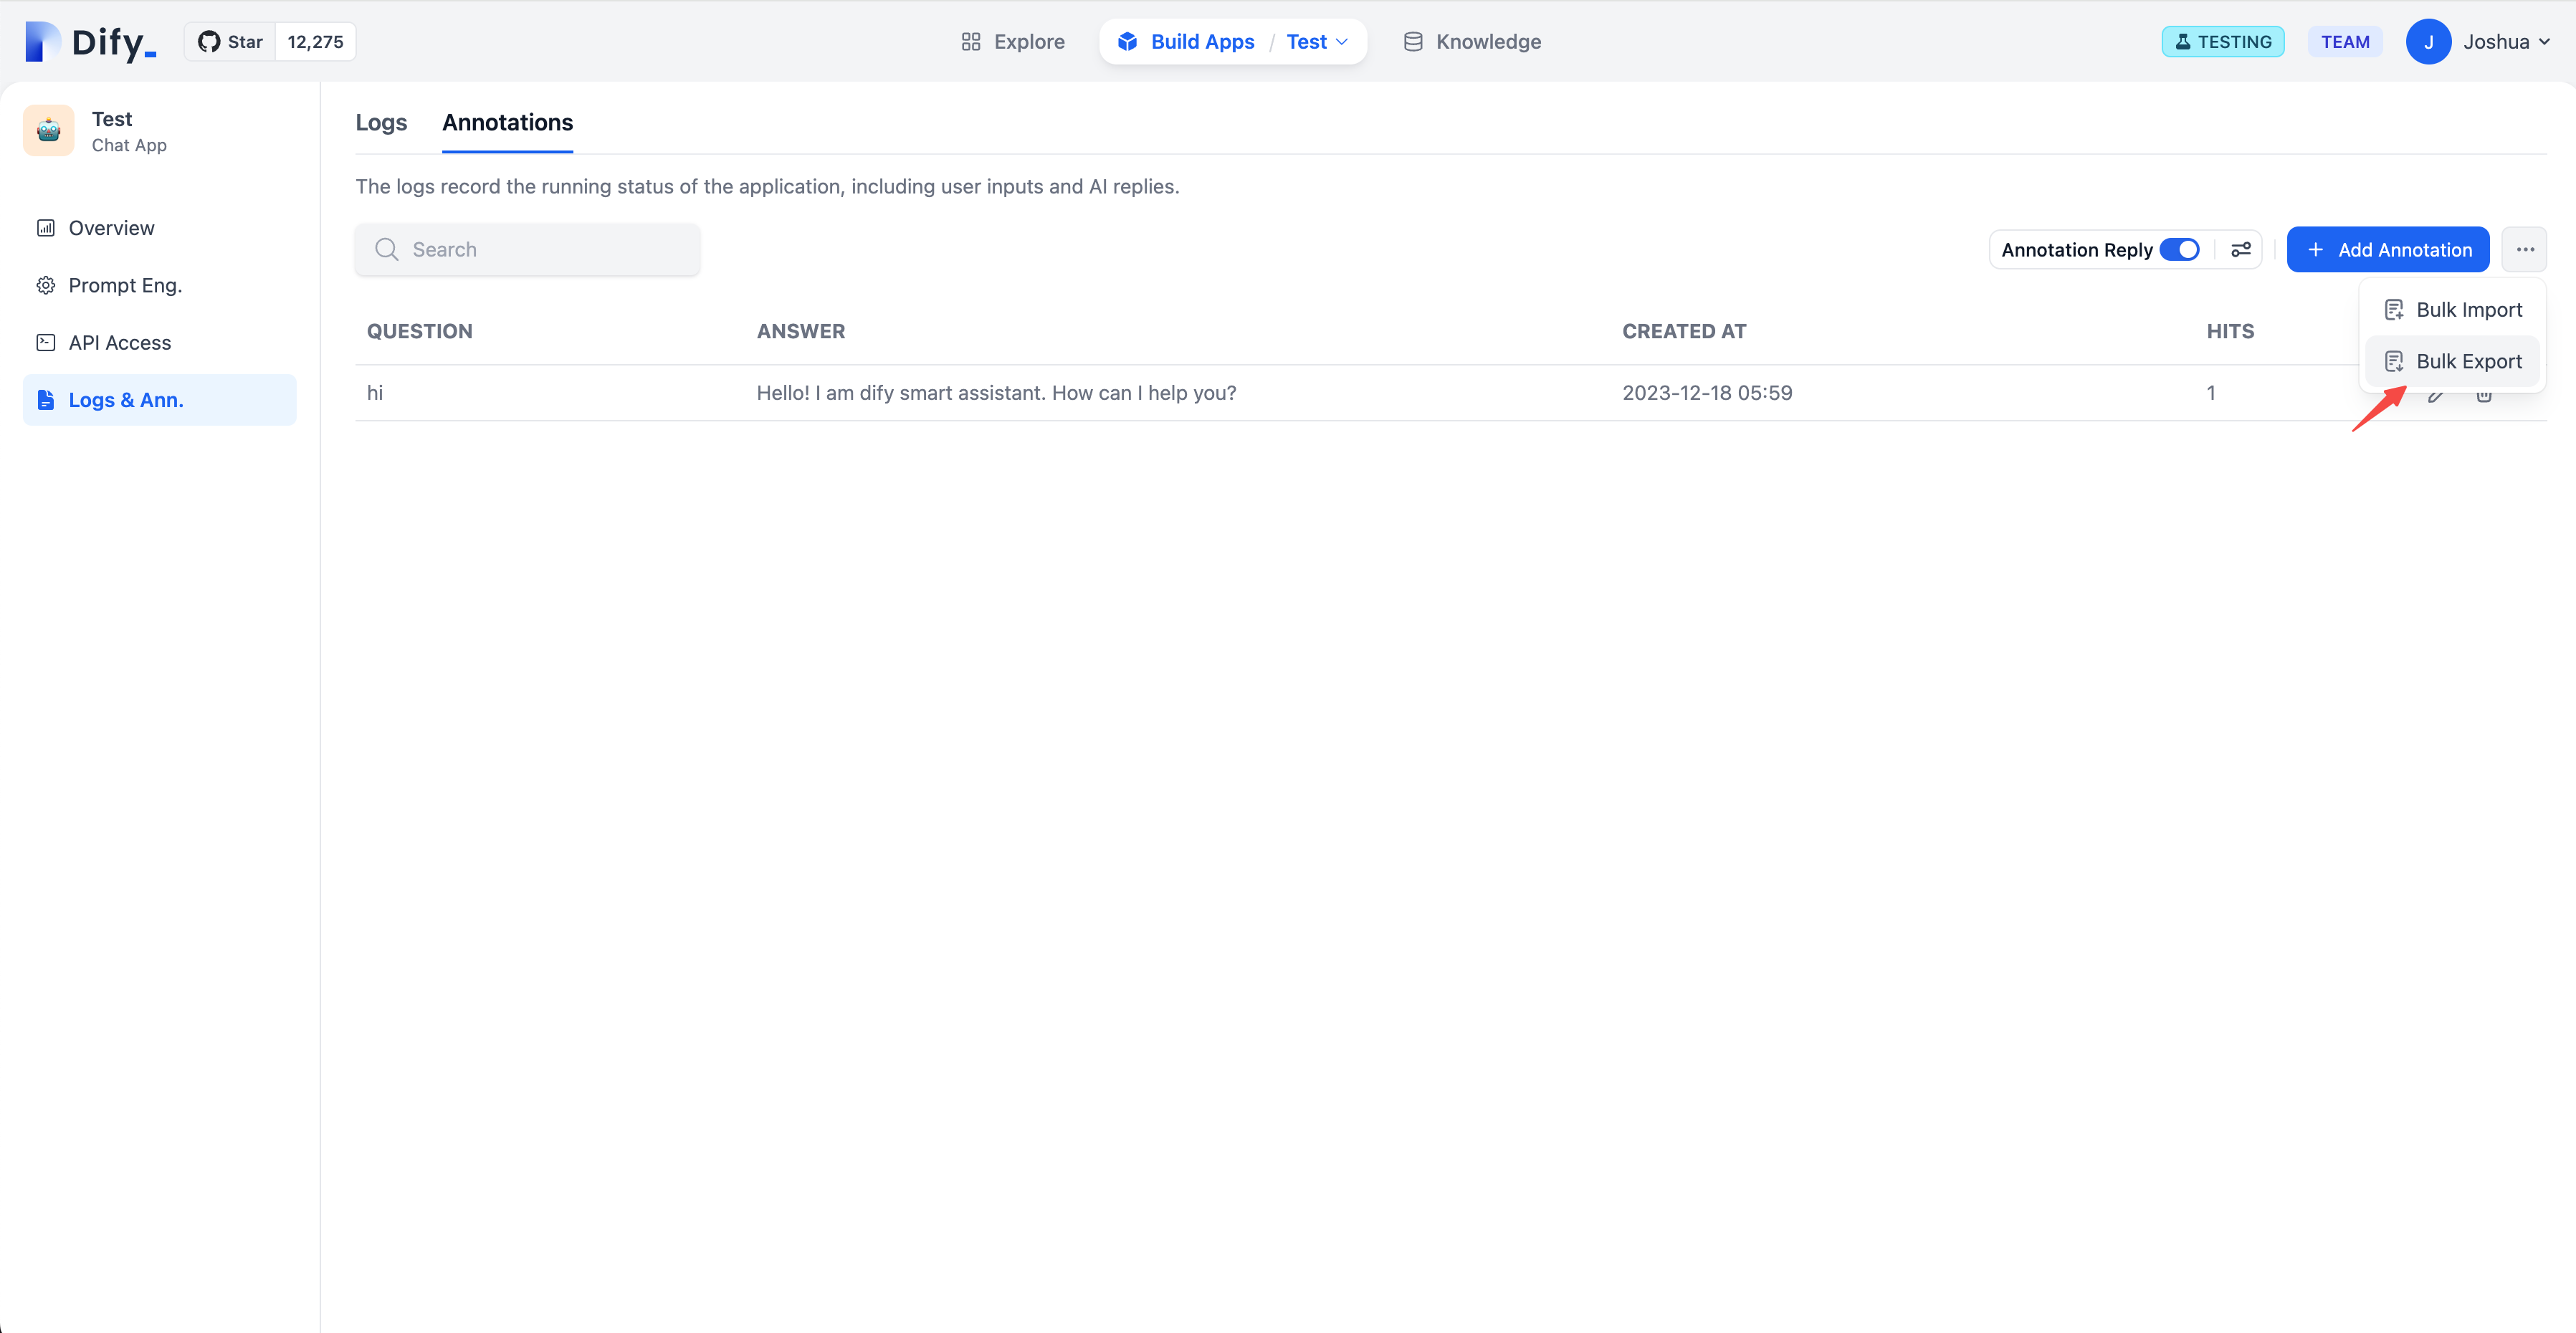 Dify_ Star 12,275 Explore Build Apps / Test Knowledge TESTING TEAM J Joshua
Test
Chat App
Overview
Prompt Eng.
API Access
Logs & Ann.
Logs Annotations
The logs record the running status of the application, including user inputs and AI replies.
Search Annotation Reply + Add Annotation ...
Bulk Import
Bulk Export
QUESTION ANSWER CREATED AT HITS
hi Hello! I am dify smart assistant. How can I help you? 2023-12-18 05:59 1